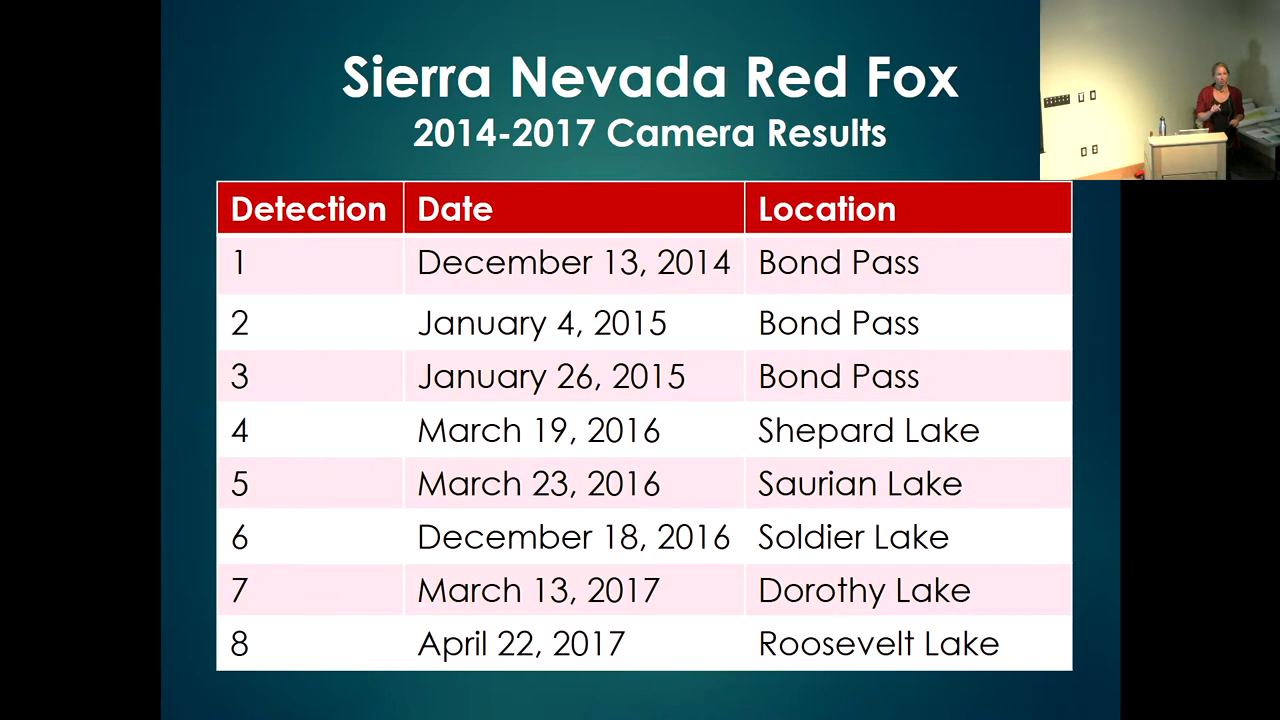 Sierra Nevada Red Fox
2014-2017 Camera Results
Detection Date Location
1 December 13, 2014 Bond Pass
2 January 4, 2015 Bond Pass
3 January 26, 2015 Bond Pass
4 March 19, 2016 Shepard Lake
5 March 23, 2016 Saurian Lake
6 December 18, 2016 Soldier Lake
7 March 13, 2017 Dorothy Lake
8 April 22, 2017 Roosevelt Lake